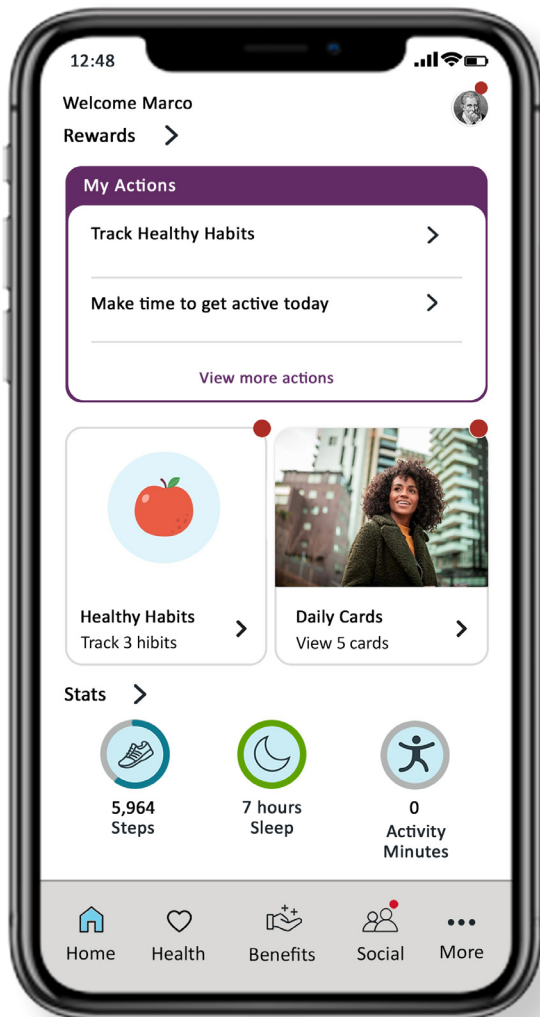 12:48
Welcome Marco
Rewards
My Actions
Track Healthy Habits
Make time to get active today
View more actions
Healthy Habits
Track 3 hibits
Daily Cards
View 5 cards
Stats
5,964
Steps
7 hours
Sleep
0
Activity
Minutes
Home
Health
Benefits
Social
More